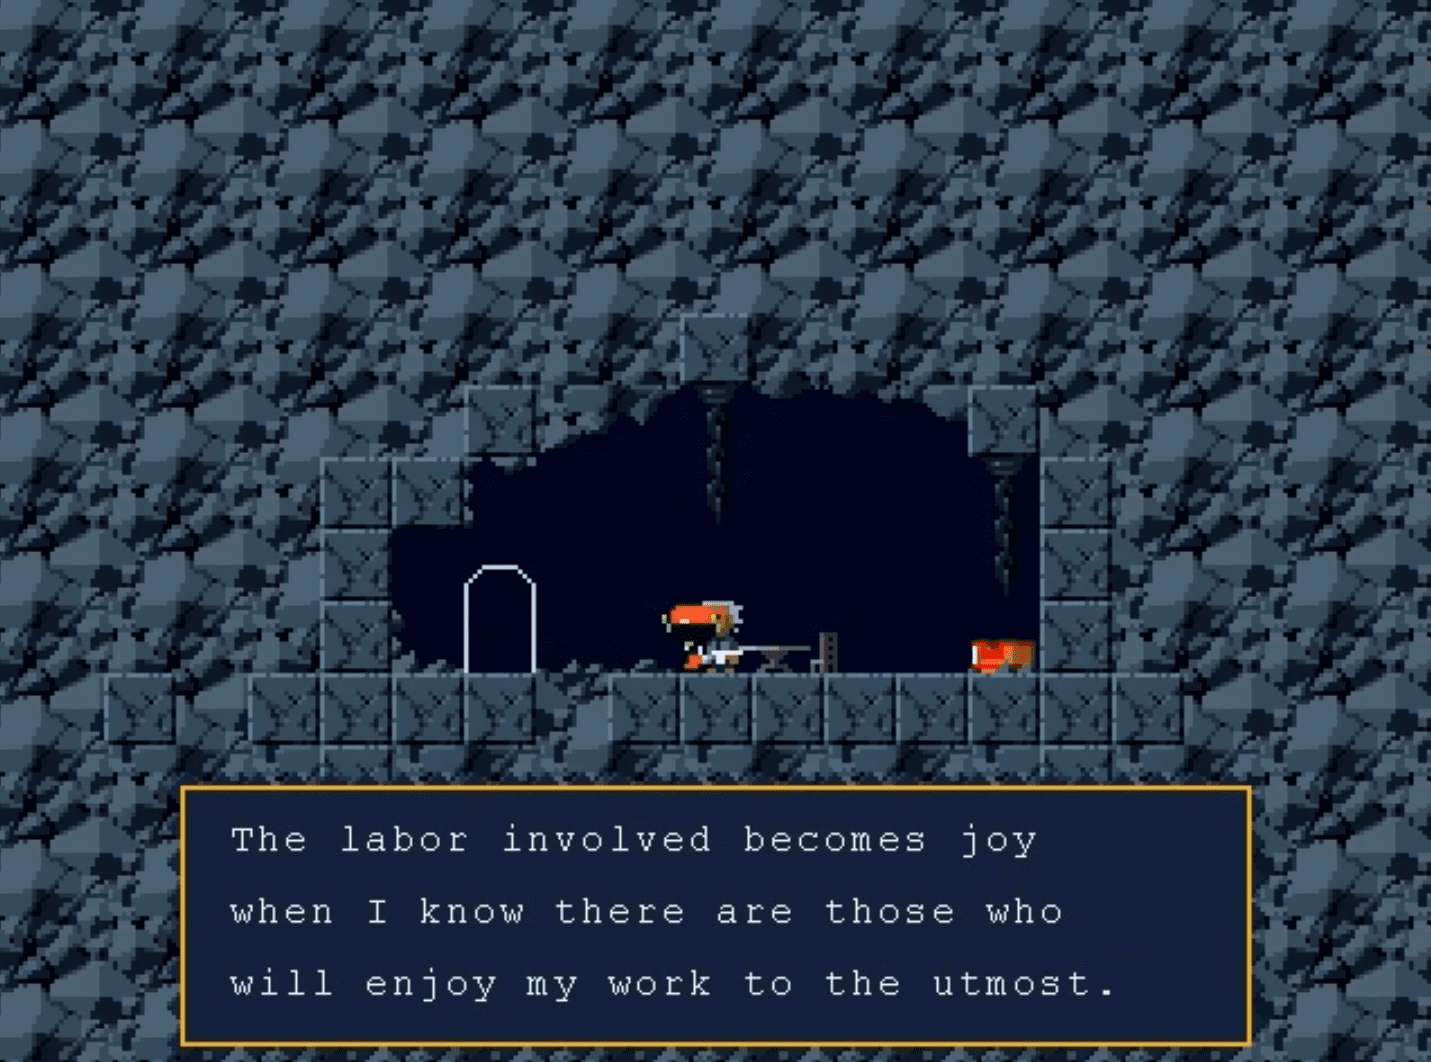 The labor involved becomes joy
when I know there are those who
will enjoy my work to the utmost.